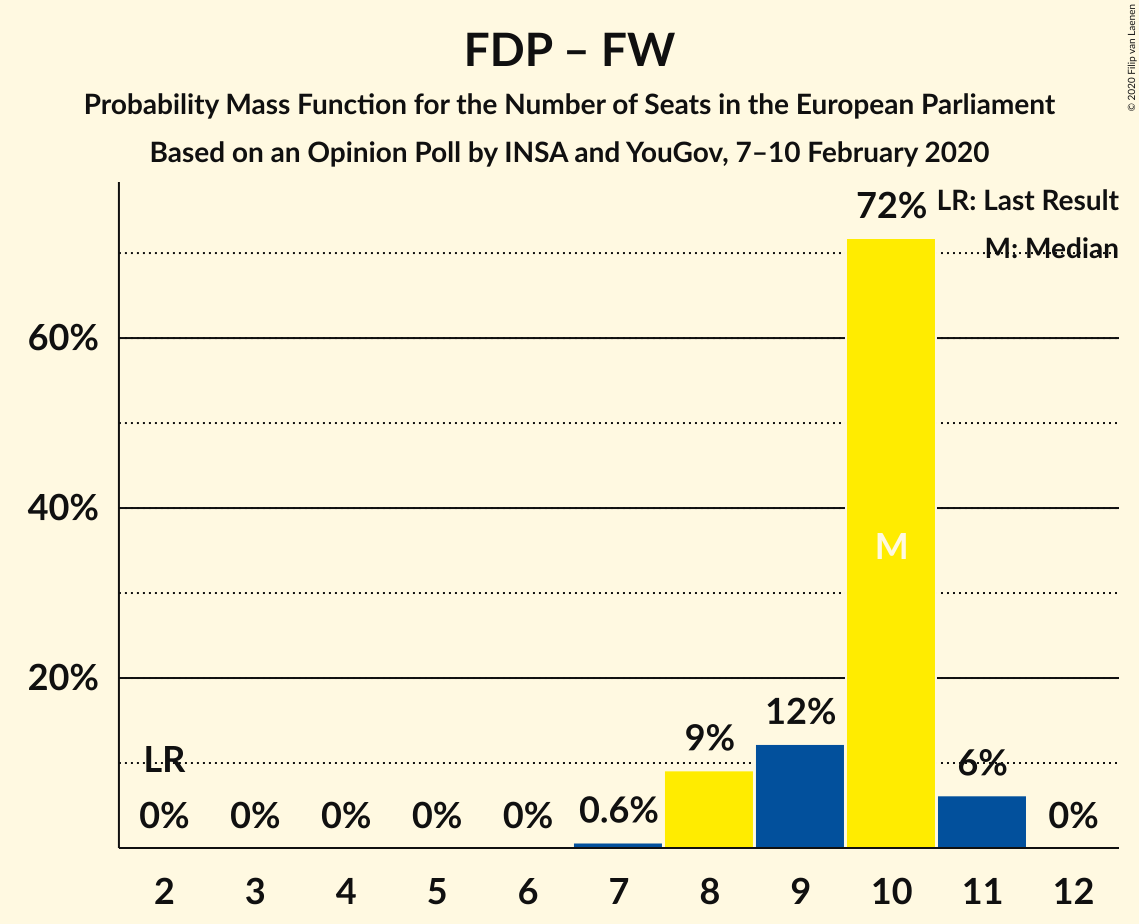 FDP – FW
Probability Mass Function for the Number of Seats in the European Parliament
Based on an Opinion Poll by INSA and YouGov, 7–10 February 2020
© 2020 Filip van Laenen
LR: Last Result
M: Median
60%
40%
20%
LR
0%
0%
0%
0%
0%
0.6%
9%
12%
72%
M
6%
0%
2 3 4 5 6 7 8 9 10 11 12